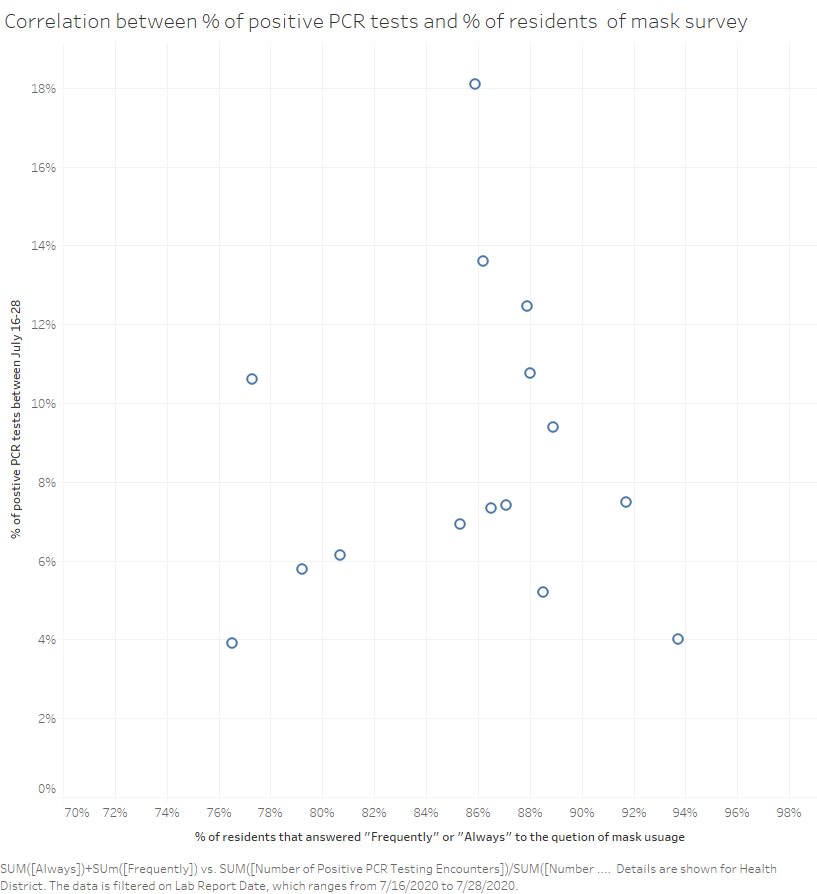 Correlation between % of positive PCR tests and % of residents  of mask survey
% of postive PCR tests between July 16-28
18%
16%
14%
12%
10%
8%
6%
4%
2%
0%
70% 72% 74% 76% 78% 80% 82% 84% 86% 88% 90% 92% 94% 96% 98%
% of residents that answered "Frequently" or "Always" to the quetion of mask usuage
SUM([Always])+SUm([Frequently]) vs. SUM([Number of Positive PCR Testing Encounters])/SUM([Number ....  Details are shown for Health
District. The data is filtered on Lab Report Date, which ranges from 7/16/2020 to 7/28/2020.